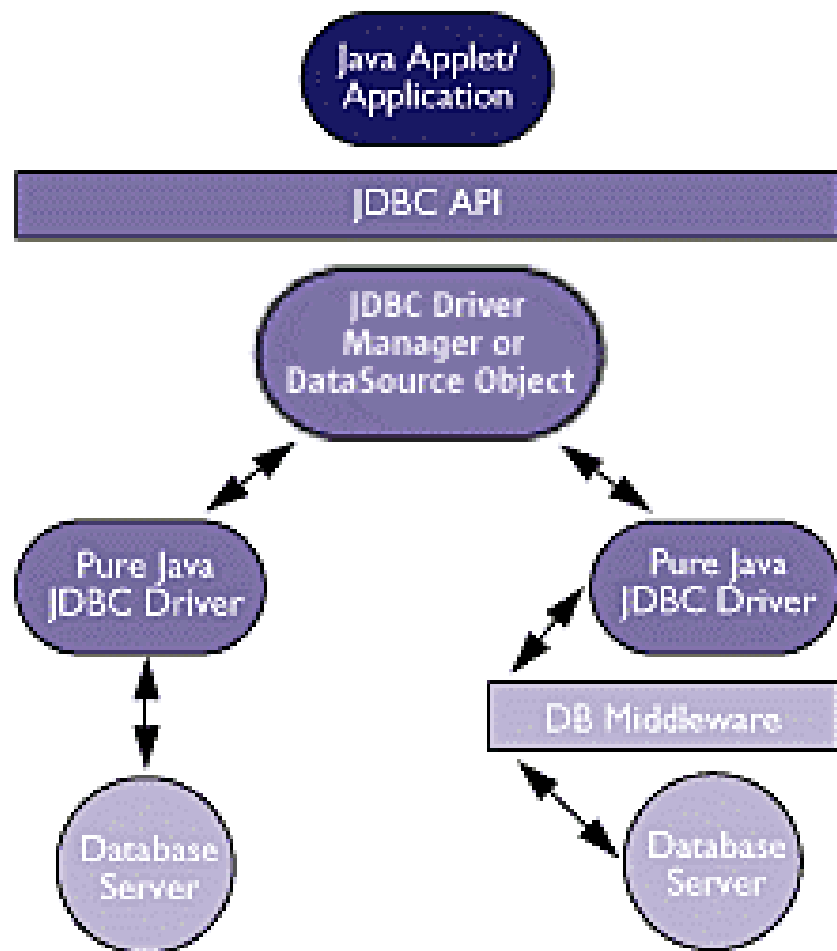 Java Applet/
Application
JDBC API
JDBC Driver
Manager or
DataSource Object
Pure Java
JDBC Driver
Pure Java
JDBC Driver
DB Middleware
Database
Server
Database
Server